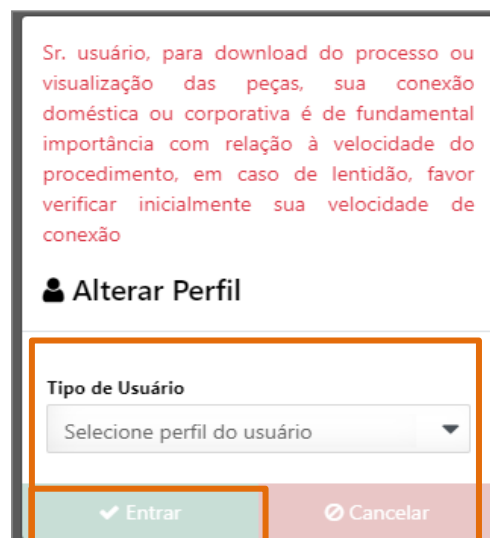 Sr. usuário, para download do processo ou
visualização das peças, sua conexão
doméstica ou corporativa é de fundamental
importância com relação à velocidade do
procedimento, em caso de lentidão, favor
verificar inicialmente sua velocidade de
conexão
Alterar Perfil
Tipo de Usuário
Selecione perfil do usuário
Entrar
Cancelar